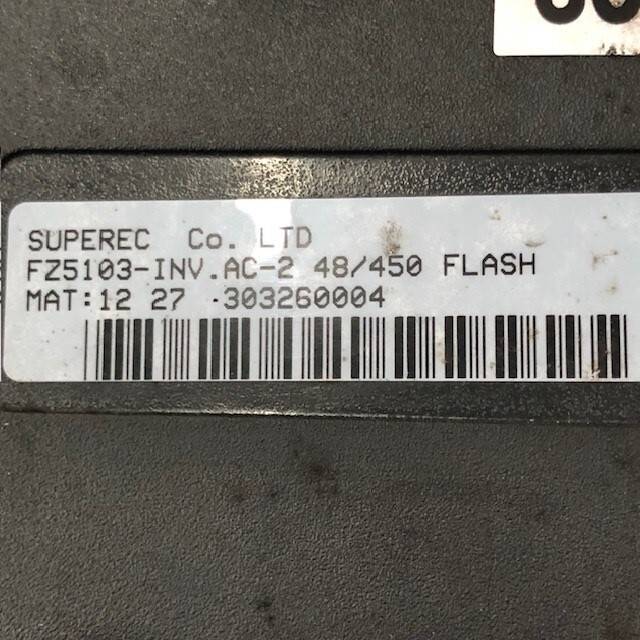 SUPEREC Co. LTD
FZ5103-INV.AC-2 48/450 FLASH
MAT:12 27 .303260004